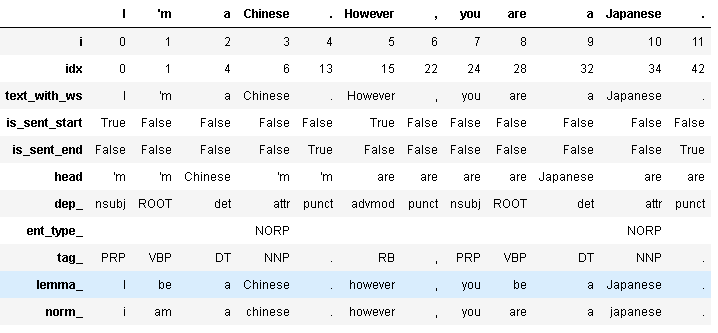 I 'm a Chinese . However , you are a Japanese .
i 0 1 2 3 4 5 6 7 8 9 10 11
idx 0 1 4 6 13 15 22 24 28 32 34 42
text_with_ws I 'm a Chinese . However , you are a Japanese .
is_sent_start True False False False False True False False False False False False
is_sent_end False False False False True False False False False False False True
head 'm 'm Chinese 'm 'm are are are are Japanese are are
dep_ nsubj ROOT det attr punct advmod punct nsubj ROOT det attr punct
ent_type_ NORP NORP
tag_ PRP VBP DT NNP . RB , PRP VBP DT NNP .
lemma_ I be a Chinese . however , you be a Japanese .
norm_ i am a chinese . however , you are a japanese .